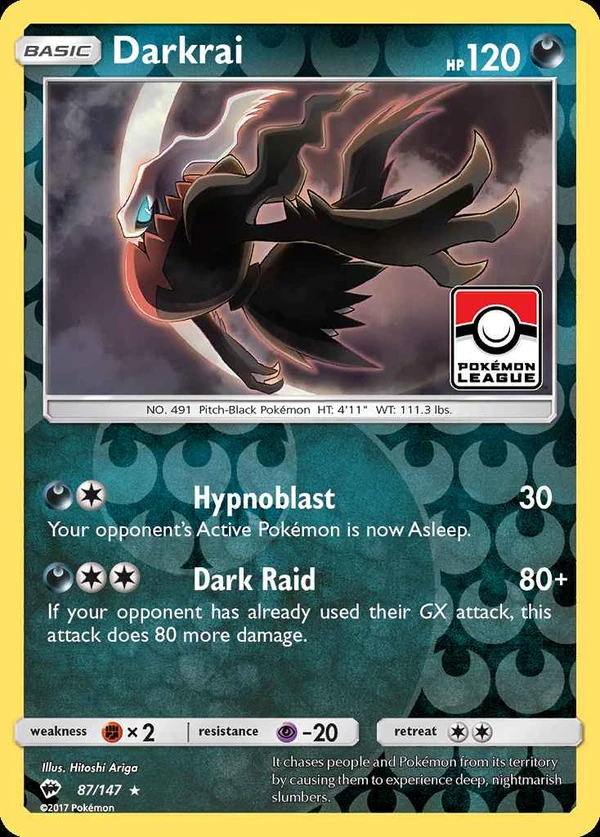 BASIC Darkrai HP 120
POKÉMON
LEAGUE
NO. 491 Pitch-Black Pokémon HT: 4'11" WT: 111.3 lbs.
Hypnoblast 30
Your opponent's Active Pokémon is now Asleep.
Dark Raid 80+
If your opponent has already used their GX attack, this
attack does 80 more damage.
weakness ×2 resistance -20 retreat
Illus. Hitoshi Ariga
87/147 ★
©2017 Pokémon
It chases people and Pokémon from its territory
by causing them to experience deep, nightmarish
slumbers.